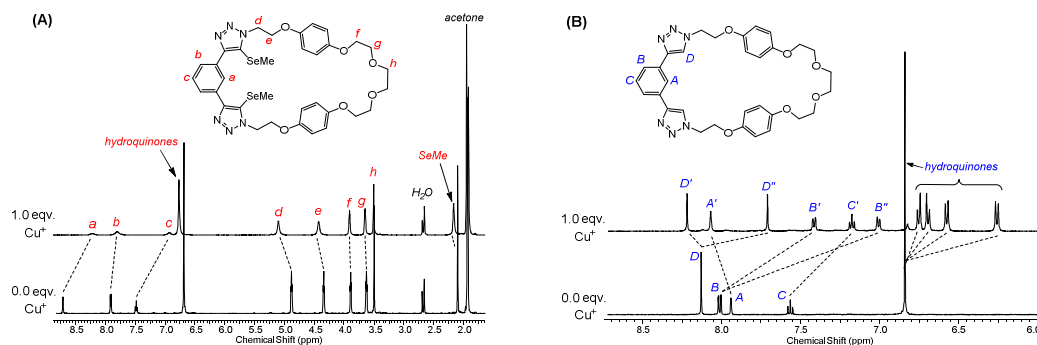 (A)
acetone
d
e
f
g
h
b
c
a
N
N
N
SeMe
SeMe
N
N
N
O
O
O
O
O
O
hydroquinones
SeMe
H2O
a
b
c
d
e
f
g
h
1.0 eqv.
Cu+
0.0 eqv.
Cu+
8.5 8.0 7.5 7.0 6.5 6.0 5.5 5.0 4.5 4.0 3.5 3.0 2.5 2.0
Chemical Shift (ppm)
(B)
N
N
N
D
B
C
A
N
N
N
O
O
O
O
O
O
hydroquinones
D' A' D" B' C' B"
1.0 eqv.
Cu+
D B A C
0.0 eqv.
Cu+
8.5 8.0 7.5 7.0 6.5 6.0
Chemical Shift (ppm)